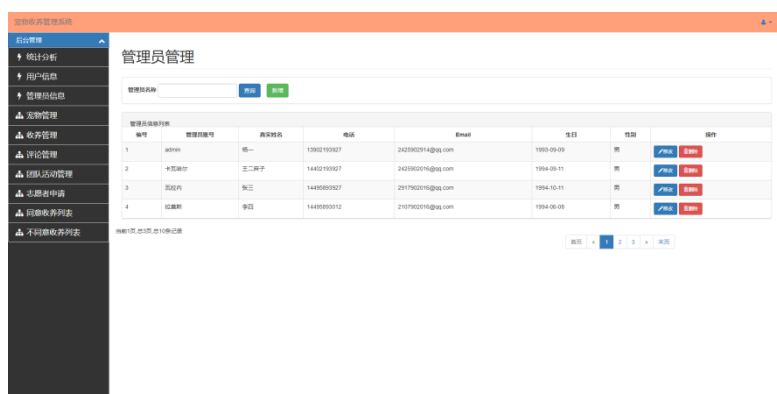 宠物收养管理系统
后台管理
统计分析
用户信息
管理员信息
宠物管理
收养管理
评论管理
团队活动管理
志愿者申请
同意收养列表
不同意收养列表
管理员管理
管理员名称 查询 新增
管理员信息列表
编号 管理员账号 真实姓名 电话 Email 生日 性别 操作
1 admin 杨一 13902193927 2425902914@qq.com 1993-09-09 男 修改 删除
2 卡瓦谢尔 王二麻子 14402193927 2425902016@qq.com 1994-09-11 男 修改 删除
3 张三 14495893927 2917902016@qq.com 1994-10-11 男 修改 删除
4 拉莫斯 李四 14495893012 2107902016@qq.com 1994-06-08 男 修改 删除
当前1页,总3页,总10条记录
首页 « 1 2 3 » 末页